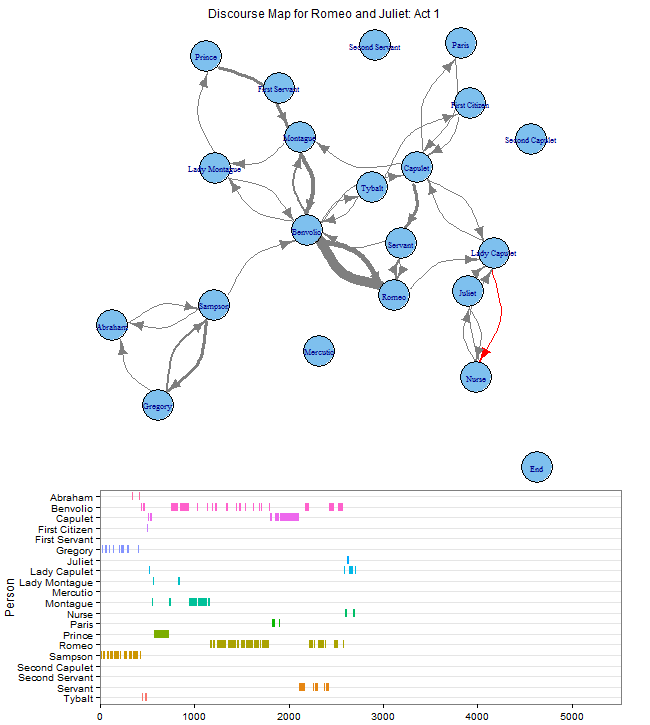 Discourse Map for Romeo and Juliet: Act 1
Second Servant
Paris
Prince
First Servant
First Citizen
Montague
Second Capulet
Lady Montague
Capulet
Tybalt
Benvolio
Servant
Lady Capulet
Juliet
Romeo
Sampson
Abraham
Mercutio
Nurse
Gregory
End
Person
Abraham
Benvolio
Capulet
First Citizen
First Servant
Gregory
Juliet
Lady Capulet
Lady Montague
Mercutio
Montague
Nurse
Paris
Prince
Romeo
Sampson
Second Capulet
Second Servant
Servant
Tybalt
0 1000 2000 3000 4000 5000